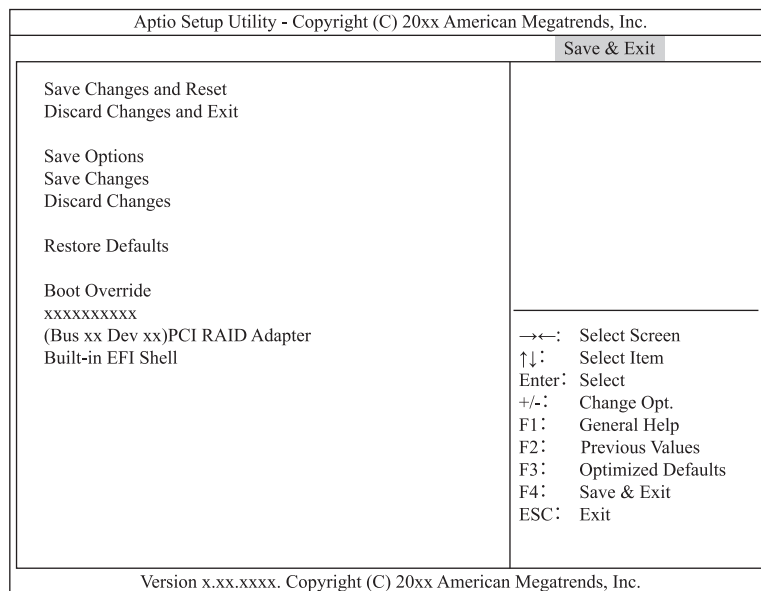 Aptio Setup Utility - Copyright (C) 20xx American Megatrends, Inc.
Save & Exit
Save Changes and Reset
Discard Changes and Exit
Save Options
Save Changes
Discard Changes
Restore Defaults
Boot Override
xxxxxxxxxx
(Bus xx Dev xx)PCI RAID Adapter
Built-in EFI Shell
→←: Select Screen
↑↓: Select Item
Enter: Select
+/-: Change Opt.
F1: General Help
F2: Previous Values
F3: Optimized Defaults
F4: Save & Exit
ESC: Exit
Version x.xx.xxxx. Copyright (C) 20xx American Megatrends, Inc.